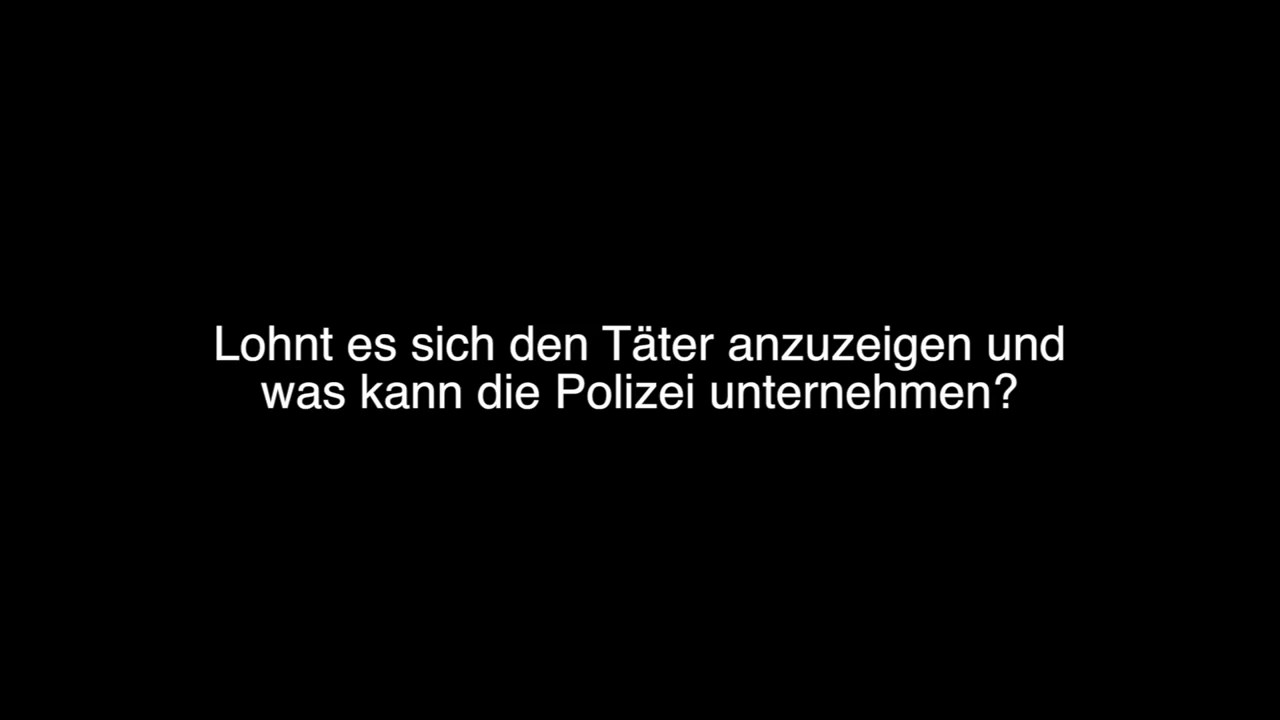 Lohnt es sich den Täter anzuzeigen und
was kann die Polizei unternehmen?